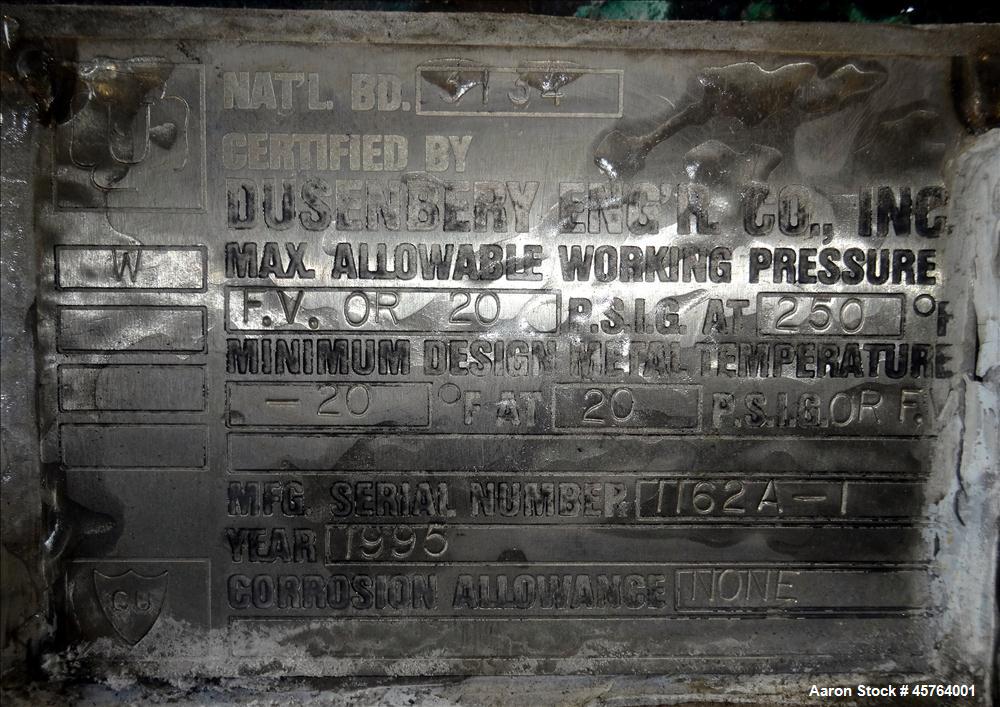 U
NAT'L. BD. 3134
CERTIFIED BY
DUSENBERY ENG'R. CO., INC.
W
MAX. ALLOWABLE WORKING PRESSURE
F.V. OR 20 P.S.I.G. AT 250 °F
MINIMUM DESIGN METAL TEMPERATURE
-20 °F AT 20 P.S.I.G. OR F.V
MFG. SERIAL NUMBER 1162A-1
YEAR 1995
CORROSION ALLOWANCE NONE
Aaron Stock # 45764001